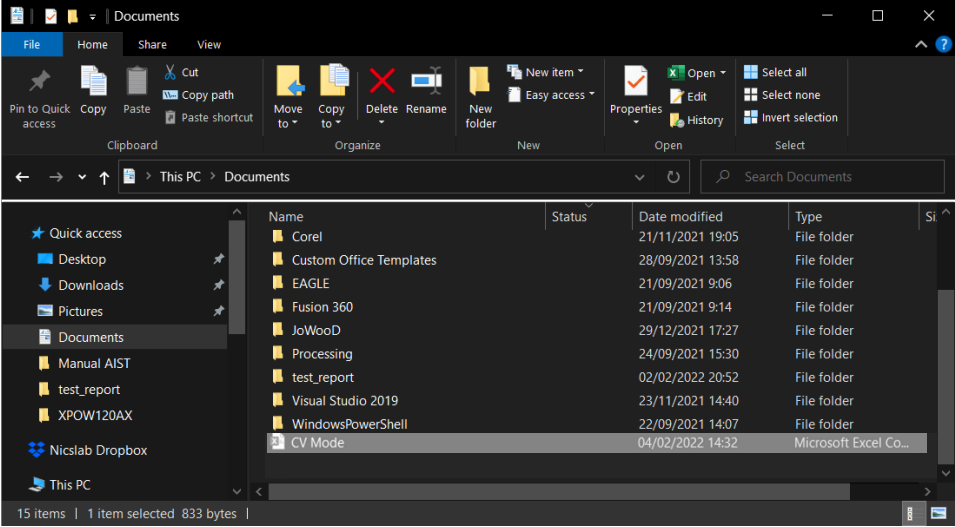 Documents
File Home Share View
Pin to Quick access
Copy
Paste
Cut
Copy path
Paste shortcut
Clipboard
Move to
Copy to
Delete
Rename
Organize
New folder
New item
Easy access
New
Properties
Open
Edit
History
Open
Select all
Select none
Invert selection
Select
This PC > Documents
Search Documents
Quick access
Desktop
Downloads
Pictures
Documents
Manual AIST
test_report
XPOW120AX
Nicslab Dropbox
This PC
Name Status Date modified Type Si
Corel 21/11/2021 19:05 File folder
Custom Office Templates 28/09/2021 13:58 File folder
EAGLE 21/09/2021 9:06 File folder
Fusion 360 21/09/2021 9:14 File folder
JoWooD 29/12/2021 17:27 File folder
Processing 24/09/2021 15:30 File folder
test_report 02/02/2022 20:52 File folder
Visual Studio 2019 23/11/2021 14:40 File folder
WindowsPowerShell 22/09/2021 14:07 File folder
CV Mode 04/02/2022 14:32 Microsoft Excel Co...
15 items | 1 item selected 833 bytes |